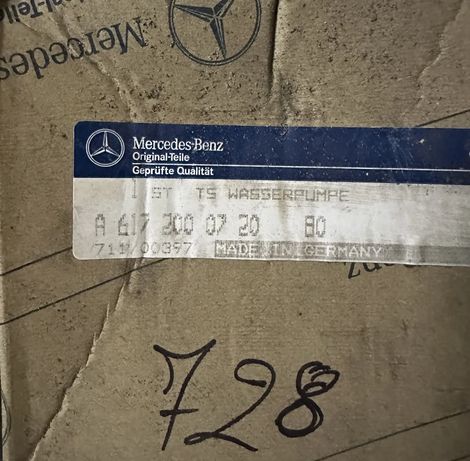 Mercedes
Mercedes-Benz
Original-Teile
Geprüfte Qualität
1 ST TS WASSERPUMPE
A 617 200 07 20 80
711/00397 MADE IN GERMANY
728